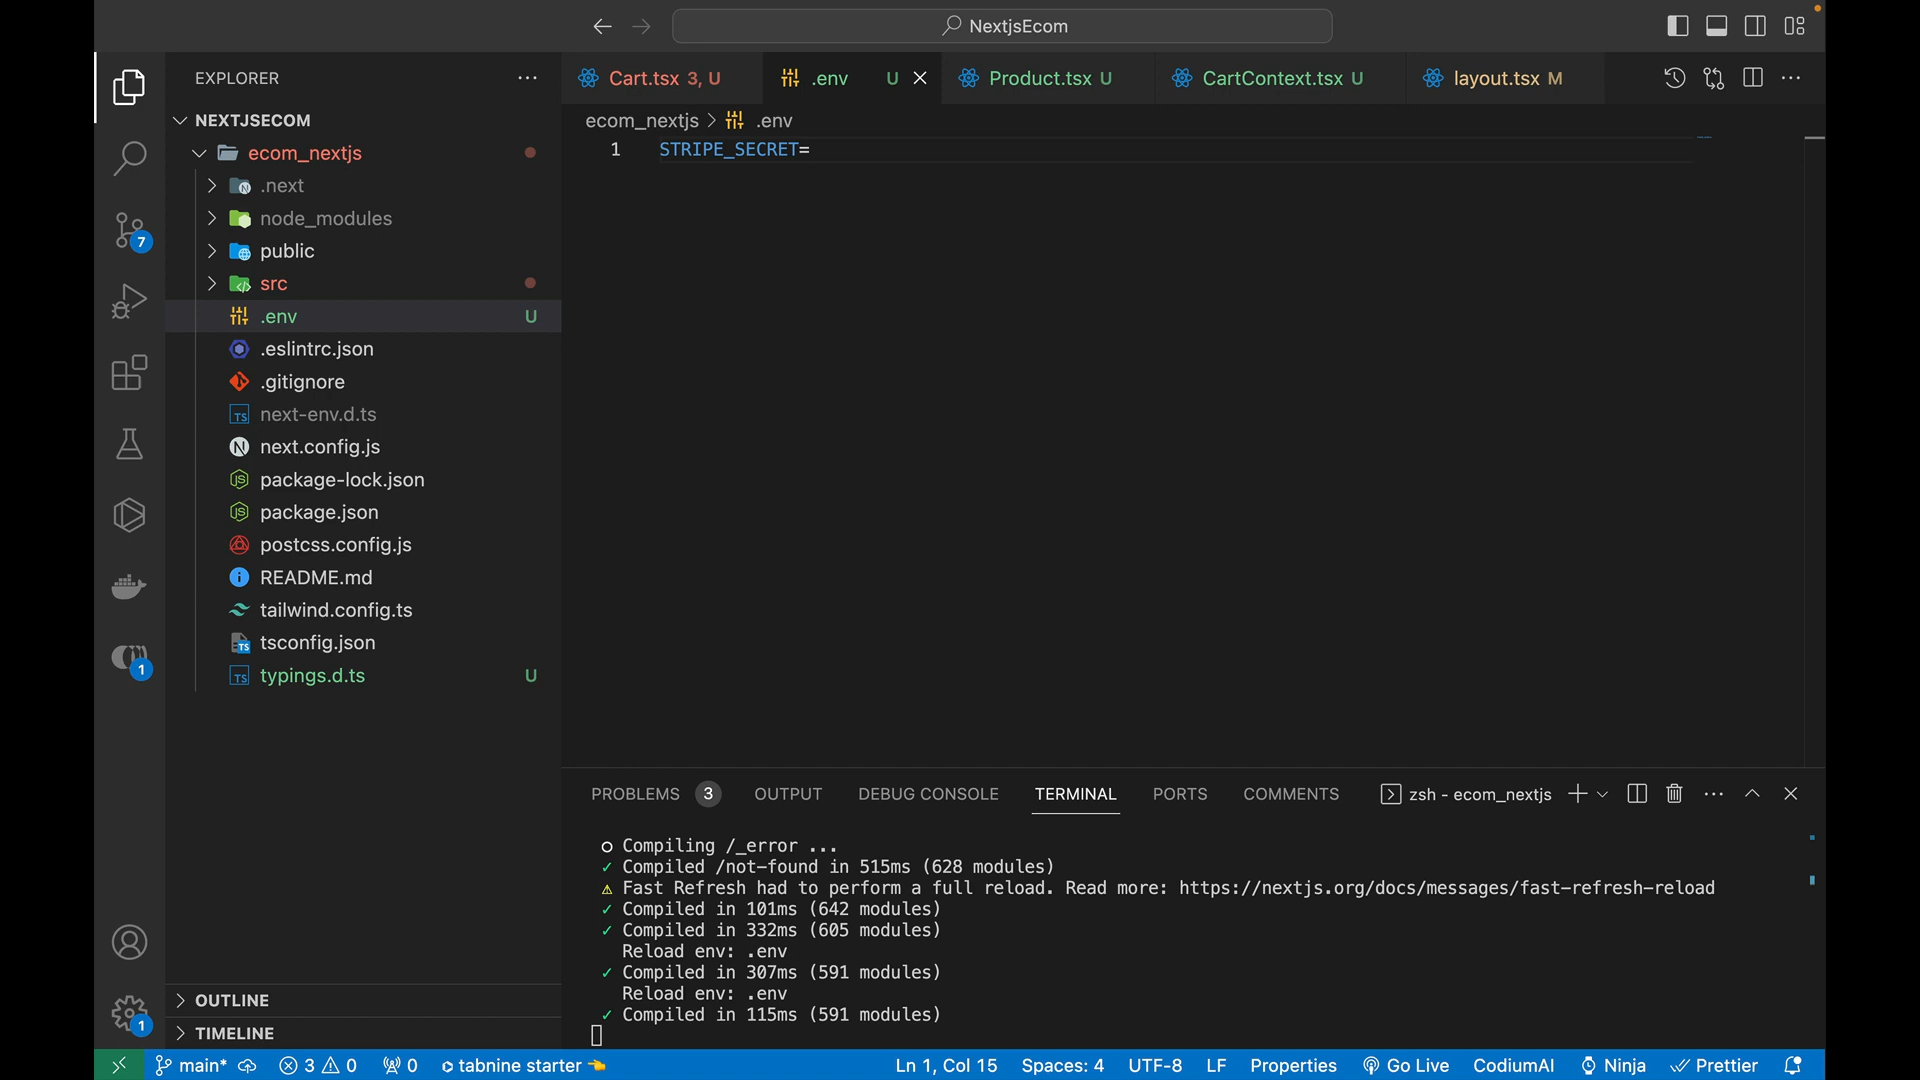 NextjsEcom
EXPLORER
Cart.tsx 3, U
.env U
Product.tsx U
CartContext.tsx U
layout.tsx M
NEXTJSECOM
ecom_nextjs > .env
ecom_nextjs
1 STRIPE_SECRET=
.next
node_modules
public
src
.env U
.eslintrc.json
.gitignore
next-env.d.ts
next.config.js
package-lock.json
package.json
postcss.config.js
README.md
tailwind.config.ts
tsconfig.json
typings.d.ts U
7
1
1
OUTLINE
TIMELINE
PROBLEMS 3 OUTPUT DEBUG CONSOLE TERMINAL PORTS COMMENTS zsh - ecom_nextjs
○ Compiling /_error ...
✓ Compiled /not-found in 515ms (628 modules)
⚠ Fast Refresh had to perform a full reload. Read more: https://nextjs.org/docs/messages/fast-refresh-reload
✓ Compiled in 101ms (642 modules)
✓ Compiled in 332ms (605 modules)
Reload env: .env
✓ Compiled in 307ms (591 modules)
Reload env: .env
✓ Compiled in 115ms (591 modules)
main* 3 0 0 tabnine starter Ln 1, Col 15 Spaces: 4 UTF-8 LF Properties Go Live CodiumAI Ninja Prettier